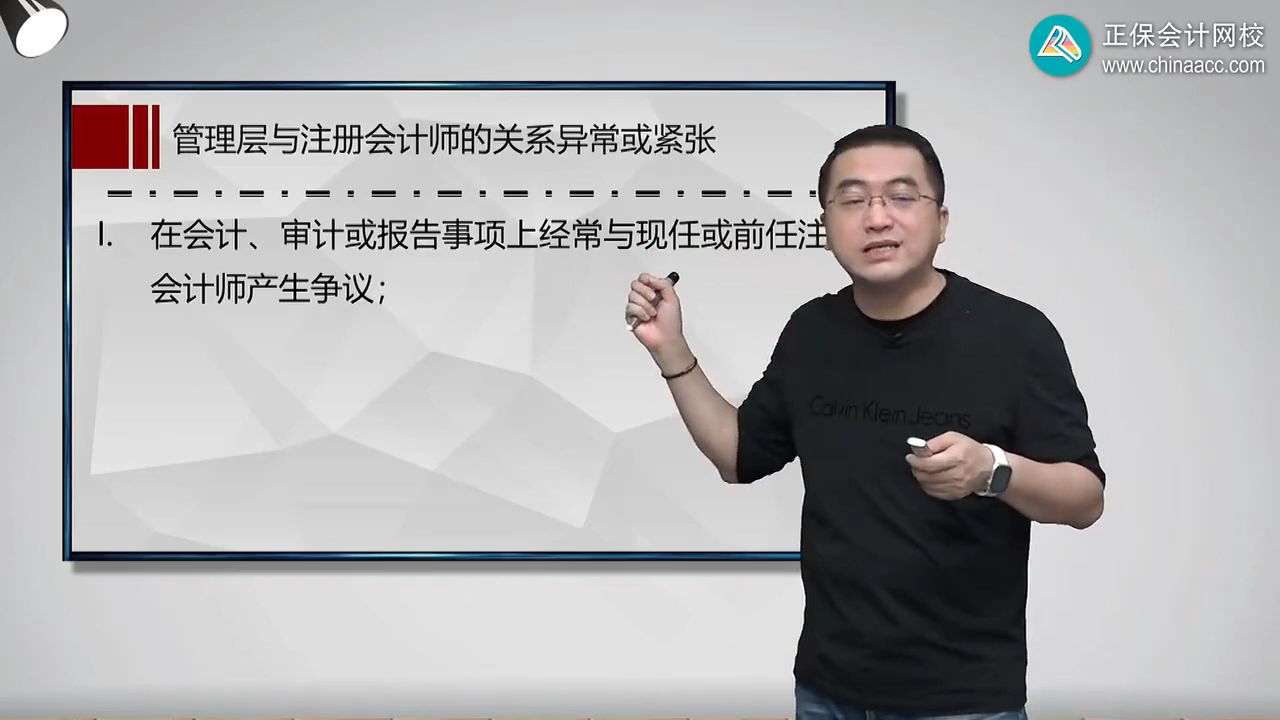 正保会计网校
www.chinaacc.com
管理层与注册会计师的关系异常或紧张
I. 在会计、审计或报告事项上经常与现任或前任注
会计师产生争议；
Calvin Klein Jeans